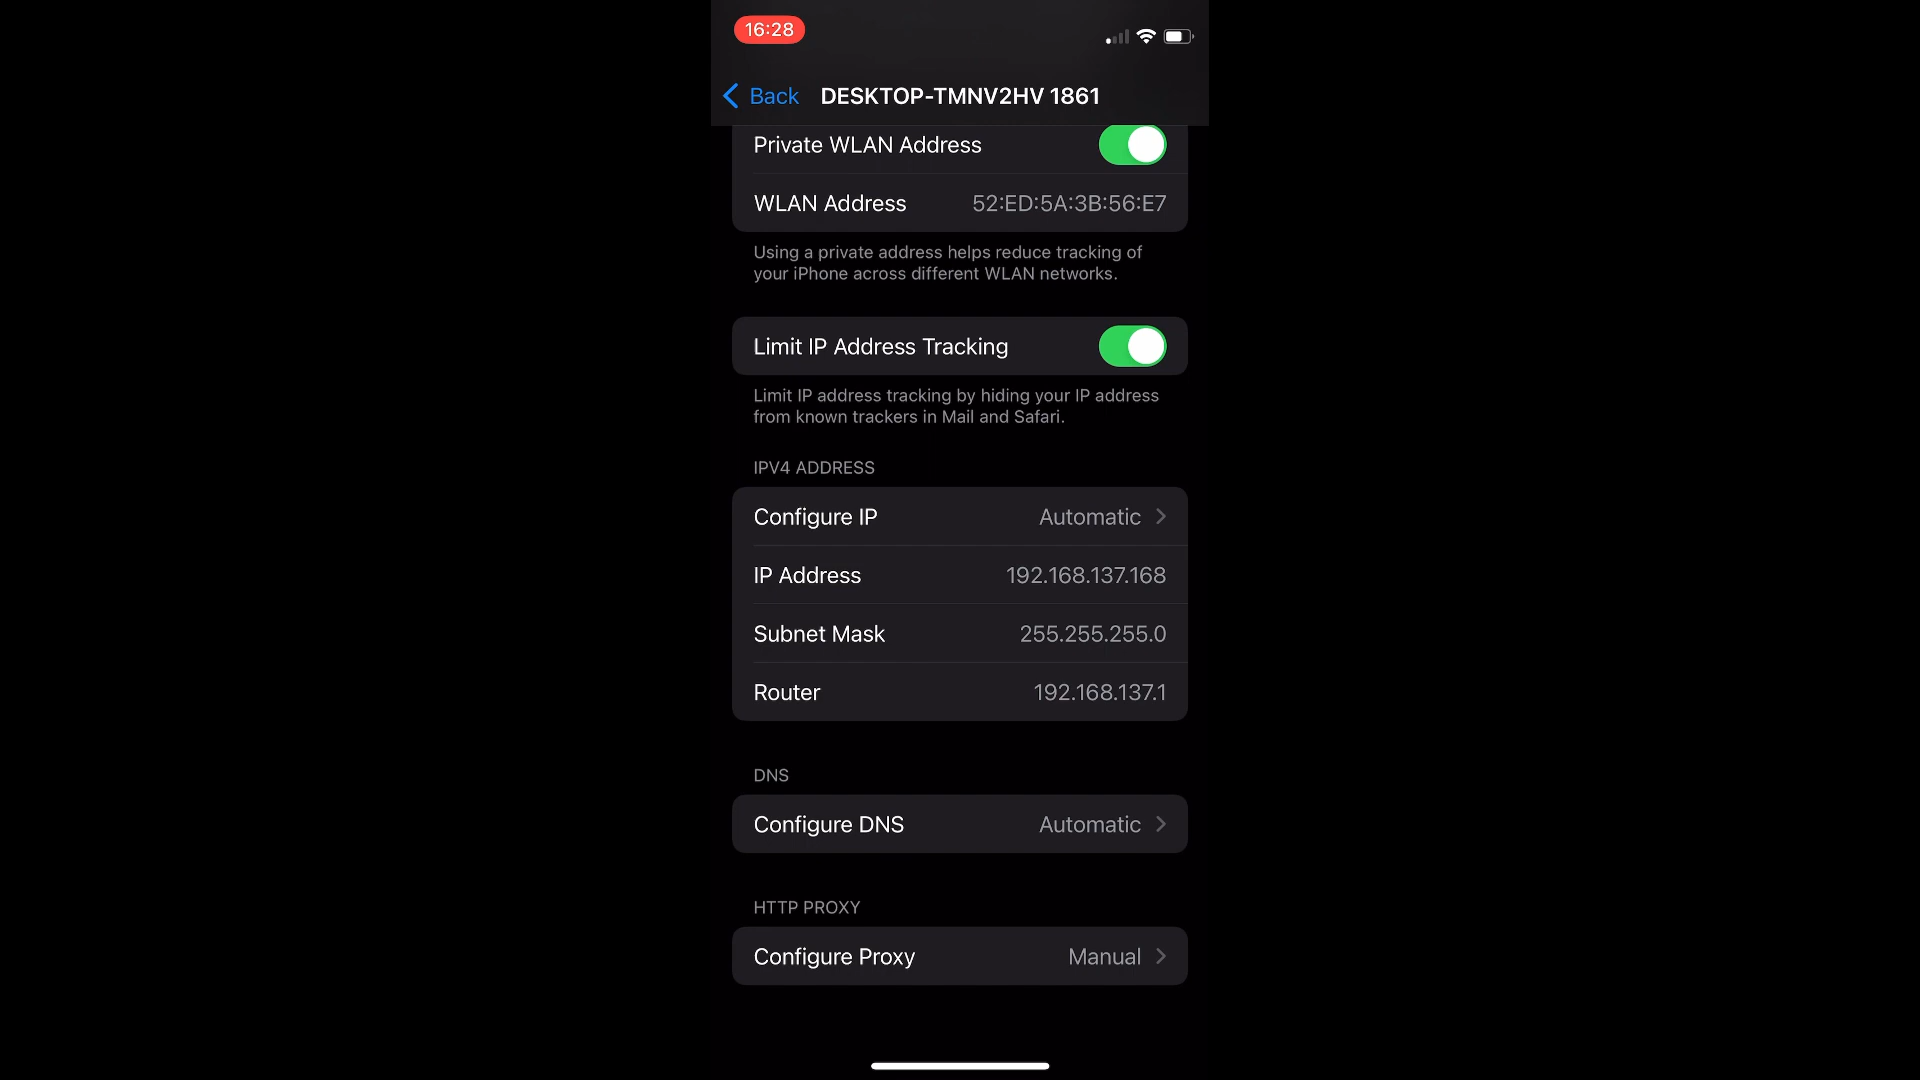 16:28
Back DESKTOP-TMNV2HV 1861
Private WLAN Address
WLAN Address 52:ED:5A:3B:56:E7
Using a private address helps reduce tracking of
your iPhone across different WLAN networks.
Limit IP Address Tracking
Limit IP address tracking by hiding your IP address
from known trackers in Mail and Safari.
IPV4 ADDRESS
Configure IP Automatic
IP Address 192.168.137.168
Subnet Mask 255.255.255.0
Router 192.168.137.1
DNS
Configure DNS Automatic
HTTP PROXY
Configure Proxy Manual